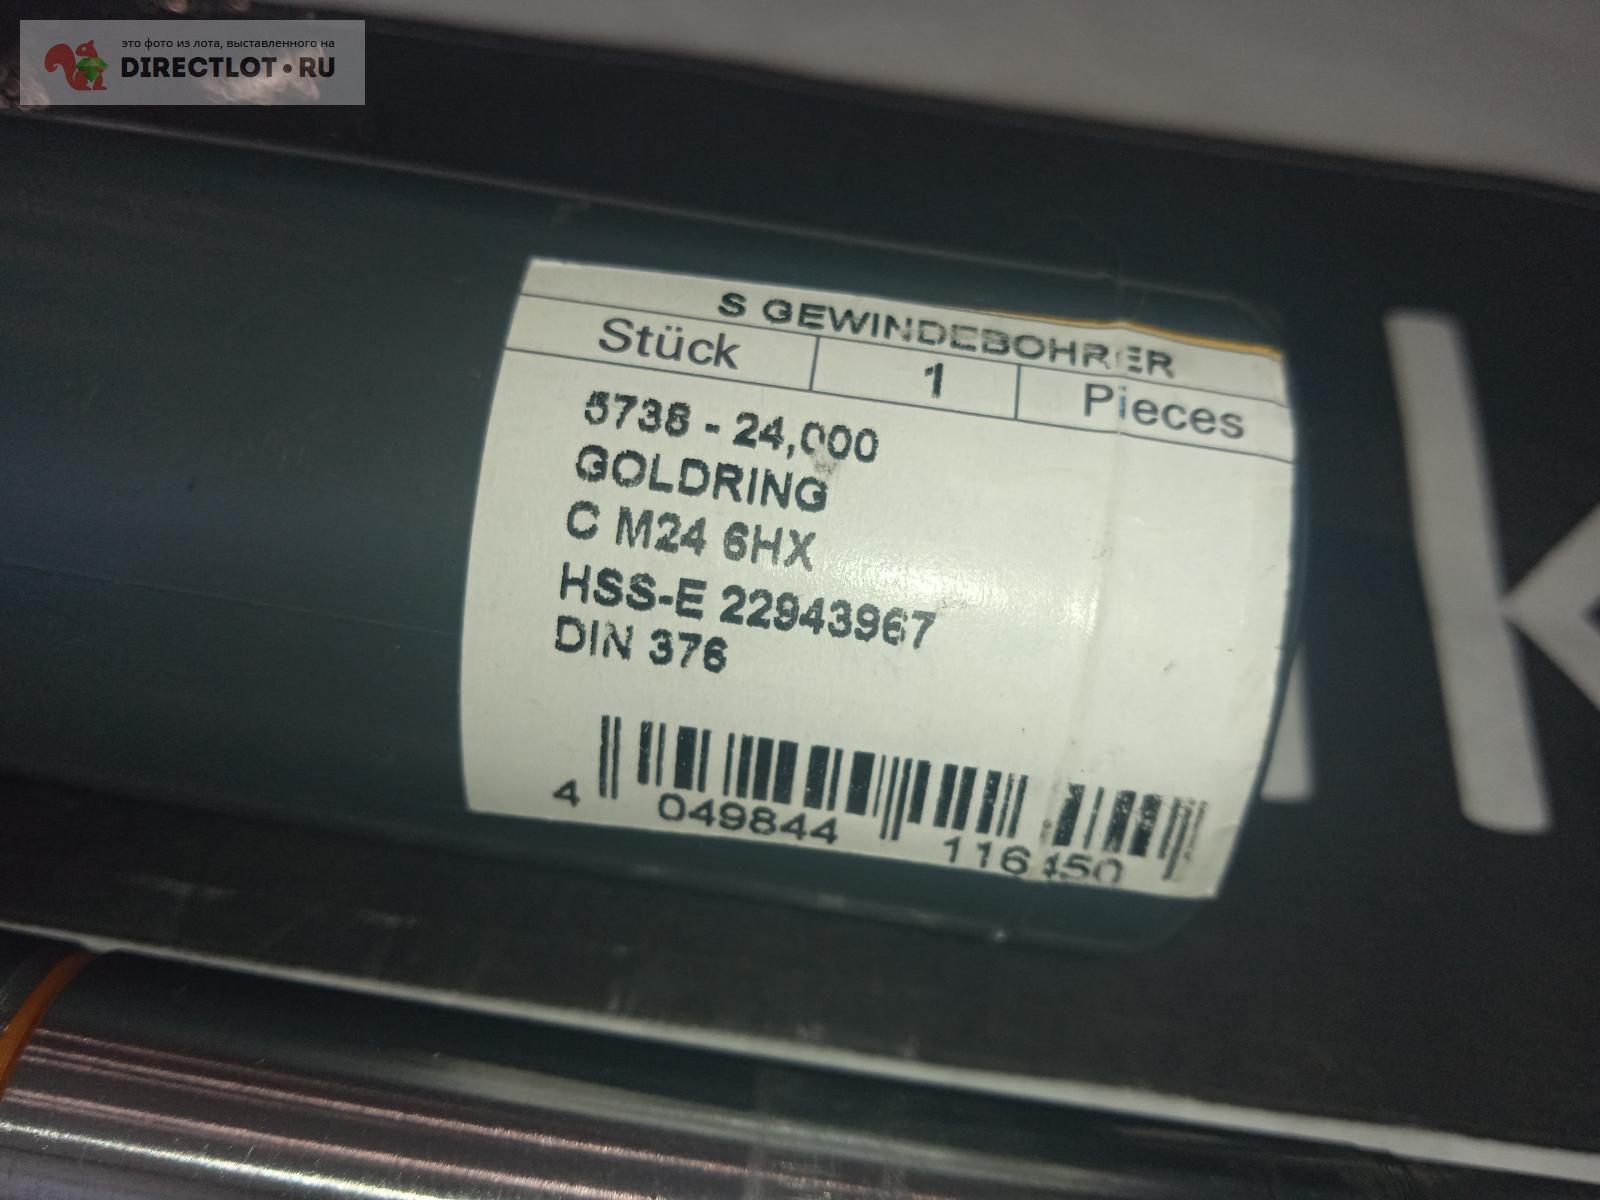 это фото из лота, выставленного на
DIRECTLOT.RU
S GEWINDEBOHRER
Stück 1 Pieces
5738 - 24,000
GOLDRING
C M24 6HX
HSS-E 22943967
DIN 376
4 049844 116450